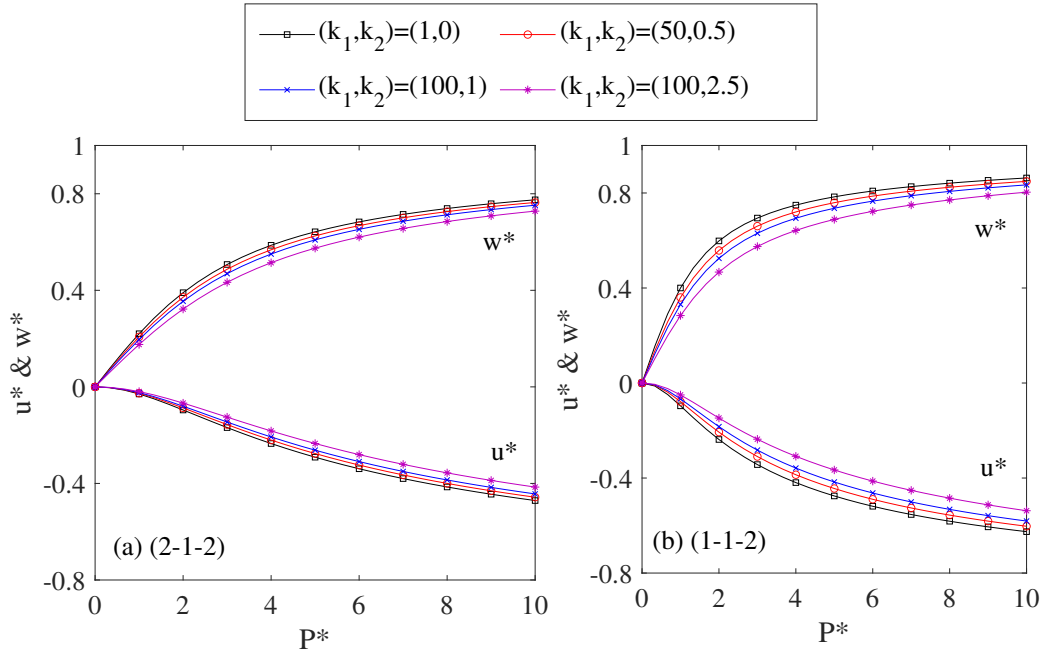 (k1,k2)=(1,0) (k1,k2)=(50,0.5)
(k1,k2)=(100,1) (k1,k2)=(100,2.5)
1
0.8
0.4
0
-0.4
-0.8
u* & w*
w*
u*
(a) (2-1-2)
0 2 4 6 8 10
P*
1
0.8
0.4
0
-0.4
-0.8
u* & w*
w*
u*
(b) (1-1-2)
0 2 4 6 8 10
P*